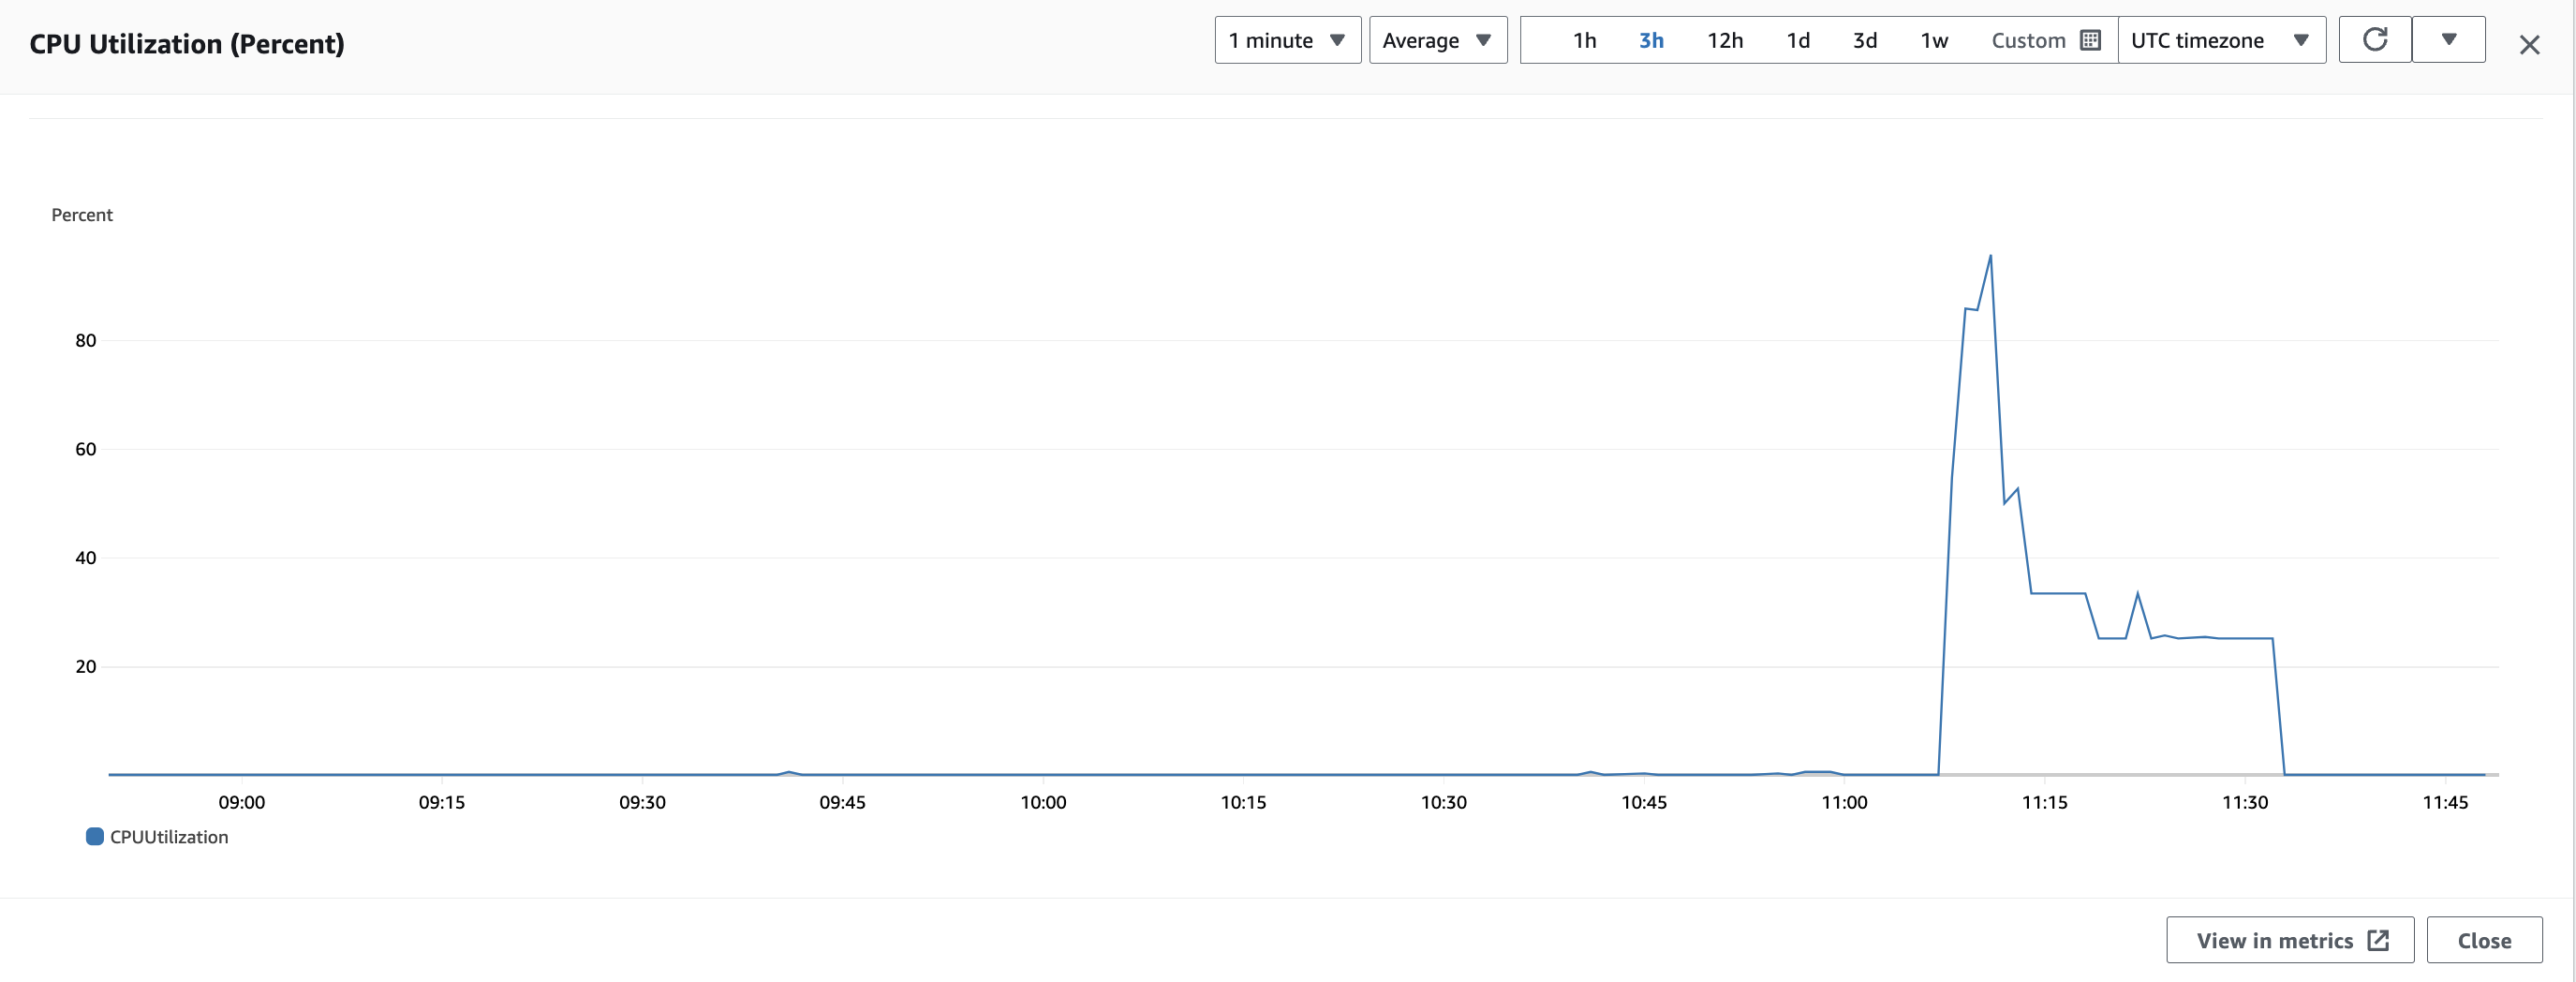 CPU Utilization (Percent)
1 minute Average 1h 3h 12h 1d 3d 1w Custom UTC timezone
Percent
80
60
40
20
09:00 09:15 09:30 09:45 10:00 10:15 10:30 10:45 11:00 11:15 11:30 11:45
CPUUtilization
View in metrics Close